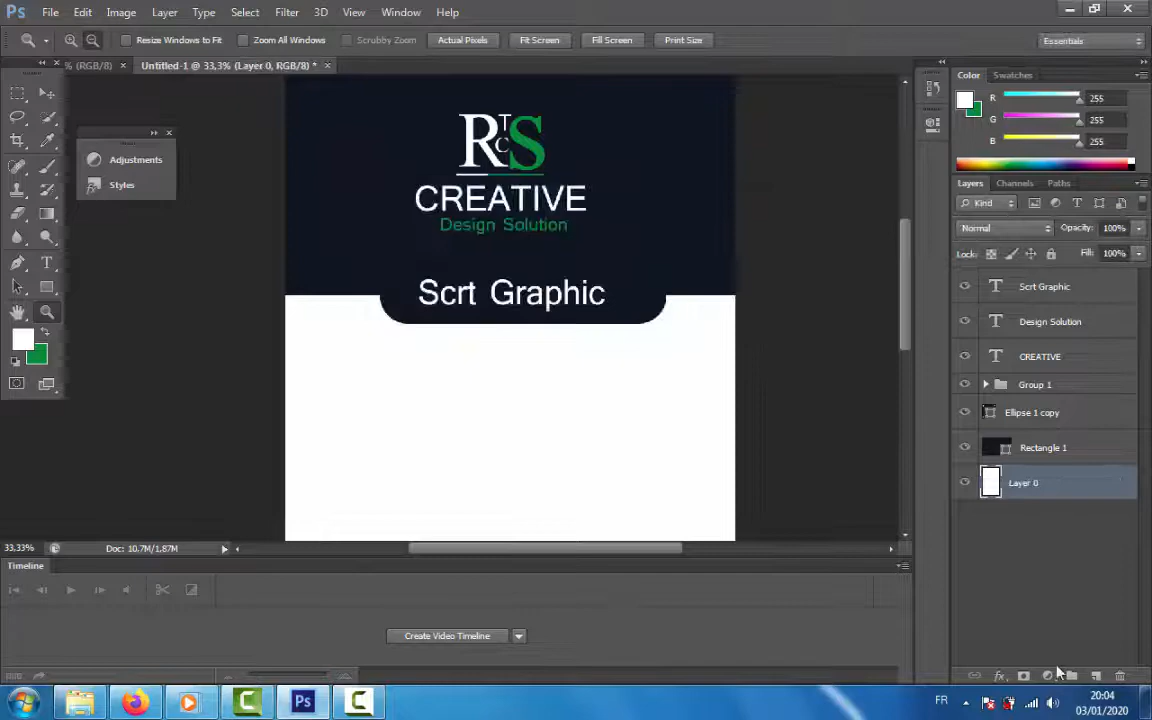 Ps File Edit Image Layer Type Select Filter 3D View Window Help
Resize Windows to Fit Zoom All Windows Scrubby Zoom Actual Pixels Fit Screen Fill Screen Print Size Essentials
% (RGB/8) × Untitled-1 @ 33,3% (Layer 0, RGB/8) * ×
Color Swatches
R 255
G 255
B 255
Adjustments
Styles
RTCS
CREATIVE
Design Solution
Scrt Graphic
Layers Channels Paths
Kind
Normal Opacity: 100%
Lock: Fill: 100%
Scrt Graphic
Design Solution
CREATIVE
Group 1
Ellipse 1 copy
Rectangle 1
Layer 0
33,33% Doc: 10,7M/1,87M
Timeline
Create Video Timeline
fx
FR 20:04
03/01/2020